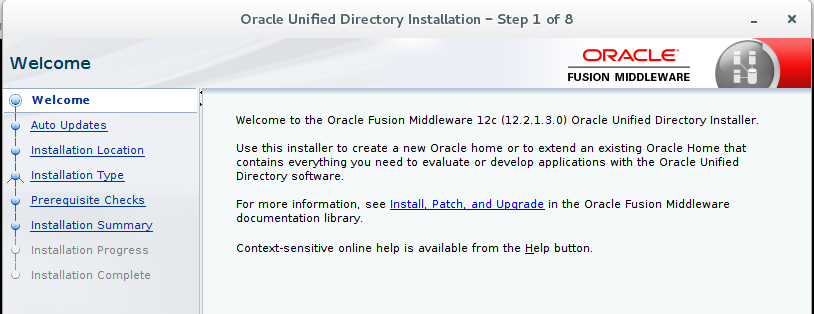 Oracle Unified Directory Installation – Step 1 of 8
Welcome
ORACLE
FUSION MIDDLEWARE
Welcome
Auto Updates
Installation Location
Installation Type
Prerequisite Checks
Installation Summary
Installation Progress
Installation Complete
Welcome to the Oracle Fusion Middleware 12c (12.2.1.3.0) Oracle Unified Directory Installer.
Use this installer to create a new Oracle home or to extend an existing Oracle Home that
contains everything you need to evaluate or develop applications with the Oracle Unified
Directory software.
For more information, see Install, Patch, and Upgrade in the Oracle Fusion Middleware
documentation library.
Context-sensitive online help is available from the Help button.